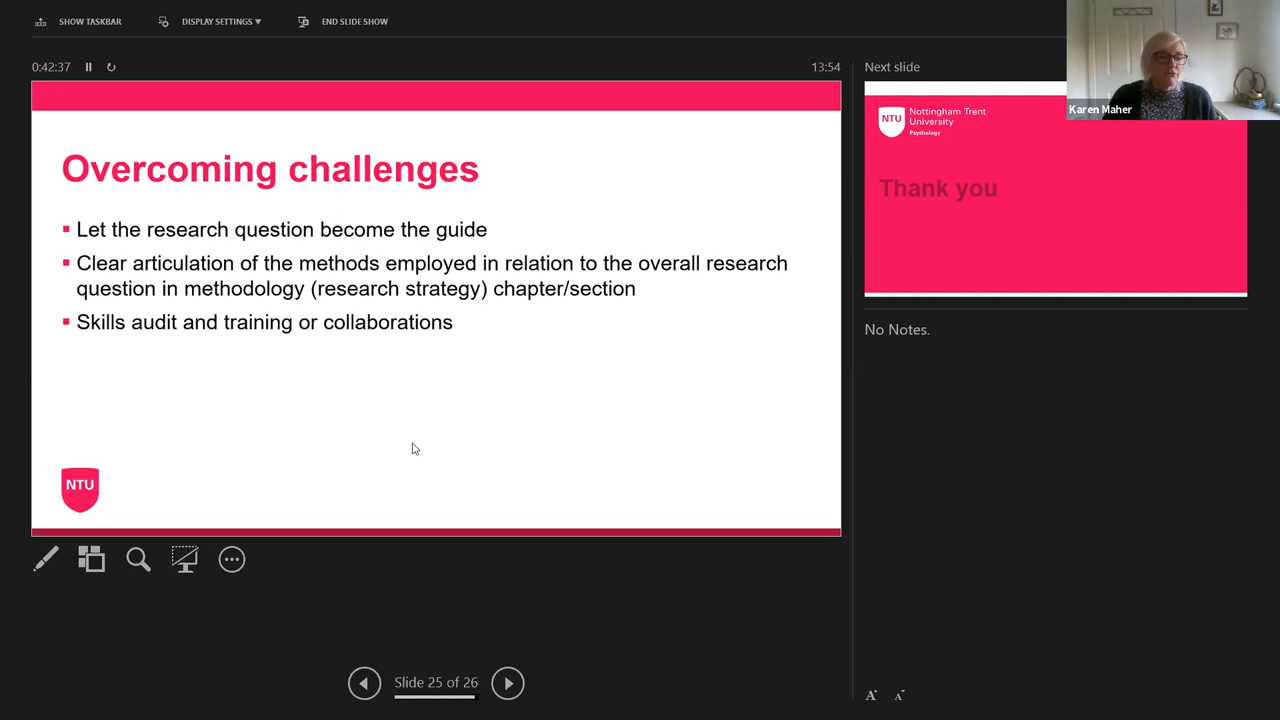 SHOW TASKBAR
DISPLAY SETTINGS ▼
END SLIDE SHOW
0:42:37
13:54
Next slide
Karen Maher
Overcoming challenges
Let the research question become the guide
Clear articulation of the methods employed in relation to the overall research
question in methodology (research strategy) chapter/section
Skills audit and training or collaborations
NTU
NTU
Nottingham Trent
University
Psychology
Thank you
No Notes.
Slide 25 of 26
A
A